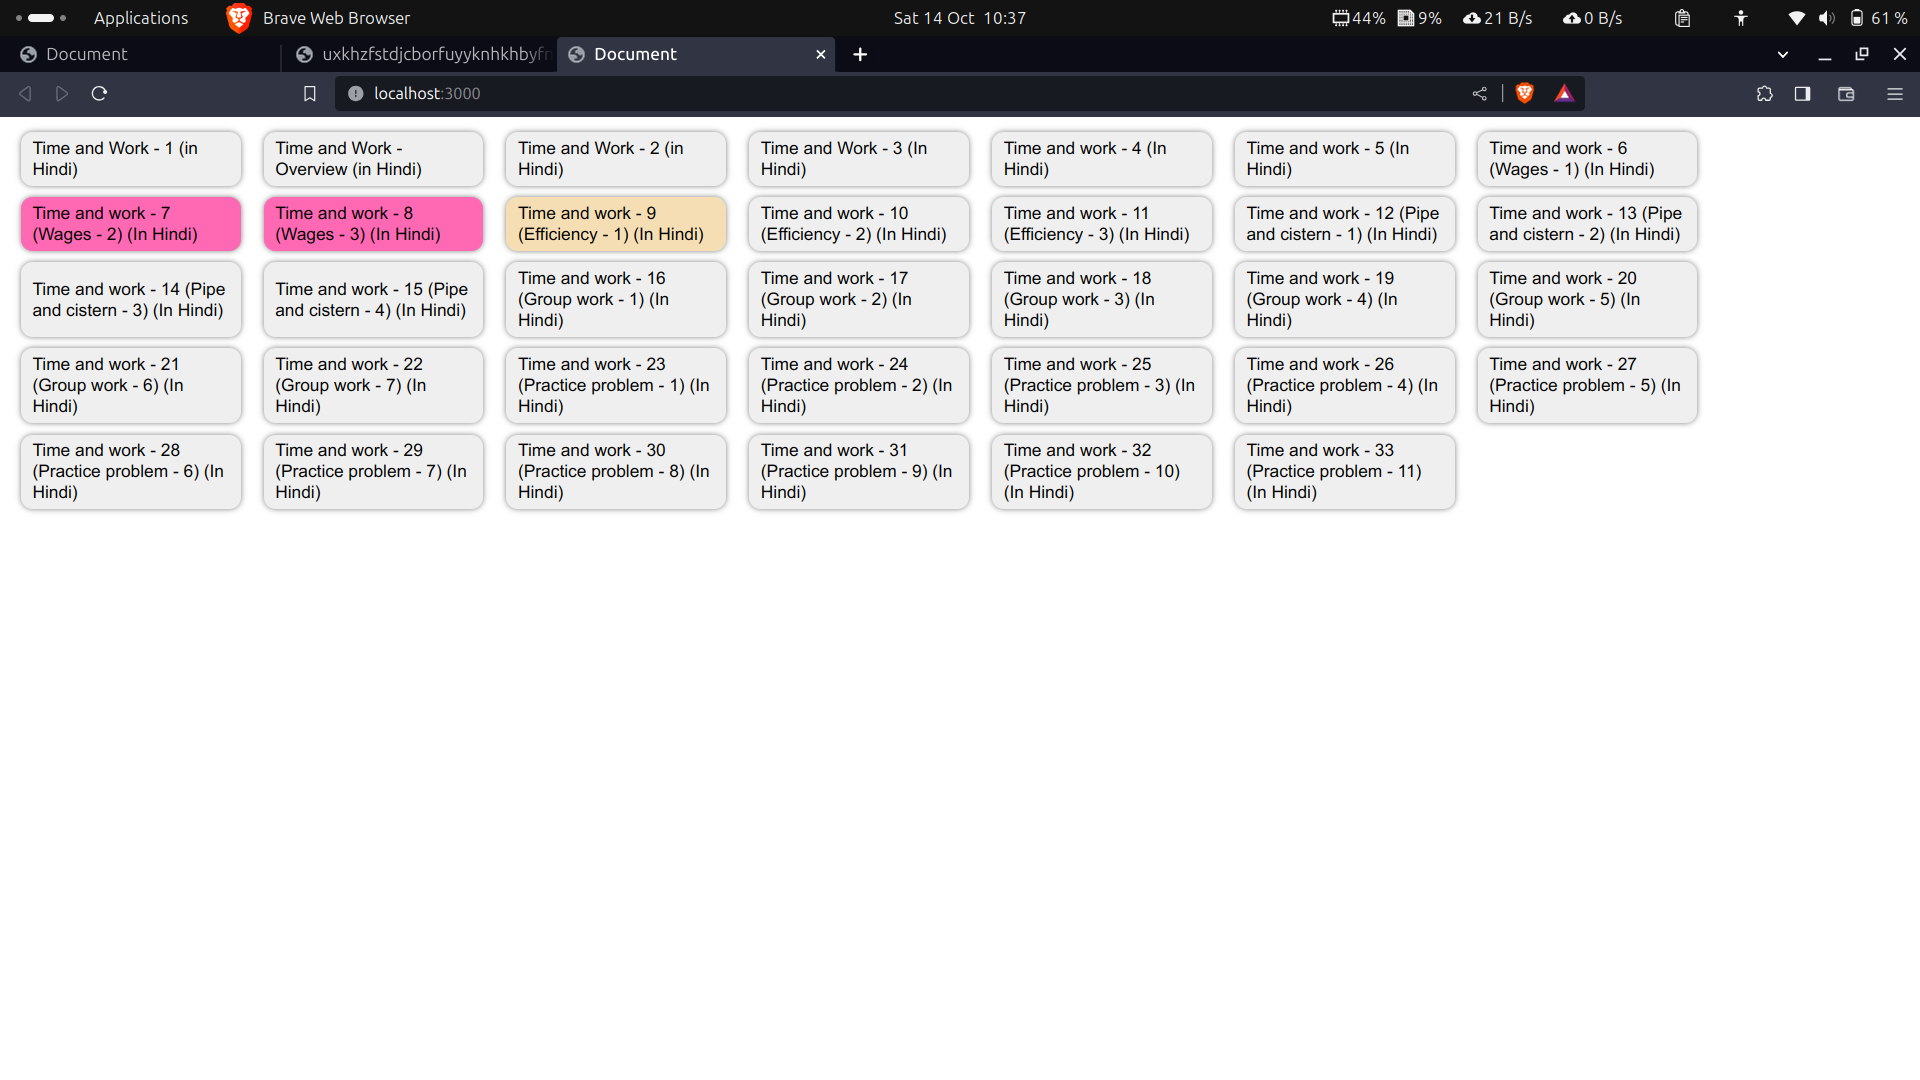 Applications Brave Web Browser Sat 14 Oct 10:37 44% 9% 21 B/s 0 B/s 61 %
Document uxkhzfstdjcborfuyyknhkhbyfn Document
localhost:3000
Time and Work - 1 (in
Hindi)
Time and Work -
Overview (in Hindi)
Time and Work - 2 (in
Hindi)
Time and Work - 3 (In
Hindi)
Time and work - 4 (In
Hindi)
Time and work - 5 (In
Hindi)
Time and work - 6
(Wages - 1) (In Hindi)
Time and work - 7
(Wages - 2) (In Hindi)
Time and work - 8
(Wages - 3) (In Hindi)
Time and work - 9
(Efficiency - 1) (In Hindi)
Time and work - 10
(Efficiency - 2) (In Hindi)
Time and work - 11
(Efficiency - 3) (In Hindi)
Time and work - 12 (Pipe
and cistern - 1) (In Hindi)
Time and work - 13 (Pipe
and cistern - 2) (In Hindi)
Time and work - 14 (Pipe
and cistern - 3) (In Hindi)
Time and work - 15 (Pipe
and cistern - 4) (In Hindi)
Time and work - 16
(Group work - 1) (In
Hindi)
Time and work - 17
(Group work - 2) (In
Hindi)
Time and work - 18
(Group work - 3) (In
Hindi)
Time and work - 19
(Group work - 4) (In
Hindi)
Time and work - 20
(Group work - 5) (In
Hindi)
Time and work - 21
(Group work - 6) (In
Hindi)
Time and work - 22
(Group work - 7) (In
Hindi)
Time and work - 23
(Practice problem - 1) (In
Hindi)
Time and work - 24
(Practice problem - 2) (In
Hindi)
Time and work - 25
(Practice problem - 3) (In
Hindi)
Time and work - 26
(Practice problem - 4) (In
Hindi)
Time and work - 27
(Practice problem - 5) (In
Hindi)
Time and work - 28
(Practice problem - 6) (In
Hindi)
Time and work - 29
(Practice problem - 7) (In
Hindi)
Time and work - 30
(Practice problem - 8) (In
Hindi)
Time and work - 31
(Practice problem - 9) (In
Hindi)
Time and work - 32
(Practice problem - 10)
(In Hindi)
Time and work - 33
(Practice problem - 11)
(In Hindi)